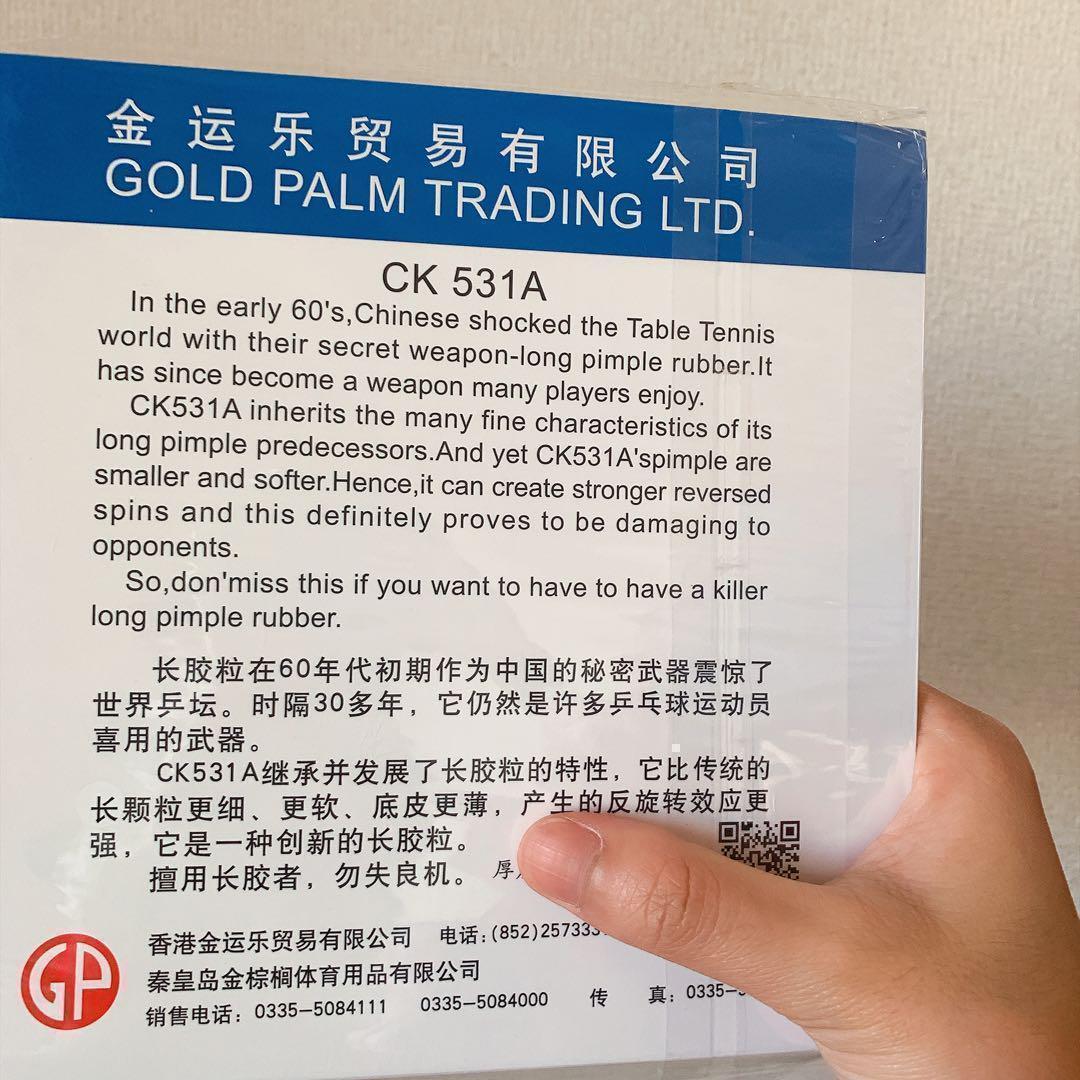 金运乐贸易有限公司
GOLD PALM TRADING LTD.
CK 531A
In the early 60's,Chinese shocked the Table Tennis
world with their secret weapon-long pimple rubber.It
has since become a weapon many players enjoy.
CK531A inherits the many fine characteristics of its
long pimple predecessors.And yet CK531A'spimple are
smaller and softer.Hence,it can create stronger reversed
spins and this definitely proves to be damaging to
opponents.
So,don'miss this if you want to have to have a killer
long pimple rubber.
长胶粒在60年代初期作为中国的秘密武器震惊了
世界乒坛。时隔30多年，它仍然是许多乒乓球运动员
喜用的武器。
CK531A继承并发展了长胶粒的特性，它比传统的
长颗粒更细、更软、底皮更薄，产生的反旋转效应更
强，它是一种创新的长胶粒。
擅用长胶者，勿失良机。 厚
香港金运乐贸易有限公司 电话:(852)257333
秦皇岛金棕榈体育用品有限公司
销售电话: 0335-5084111 0335-5084000 传 真: 0335-
GP